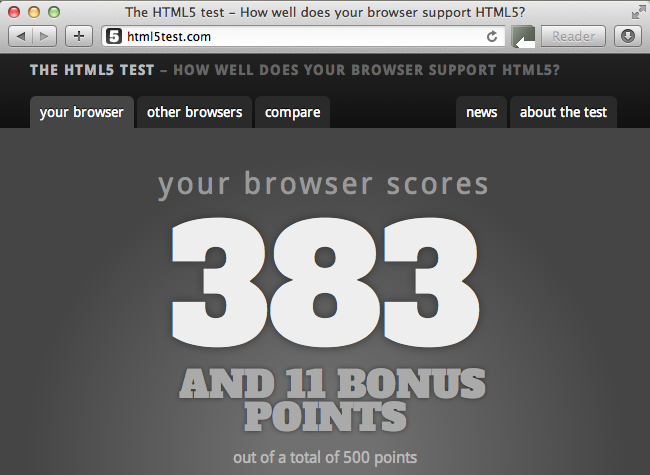 The HTML5 test – How well does your browser support HTML5?
5 html5test.com Reader
THE HTML5 TEST – HOW WELL DOES YOUR BROWSER SUPPORT HTML5?
your browser other browsers compare news about the test
your browser scores
383
AND 11 BONUS
POINTS
out of a total of 500 points